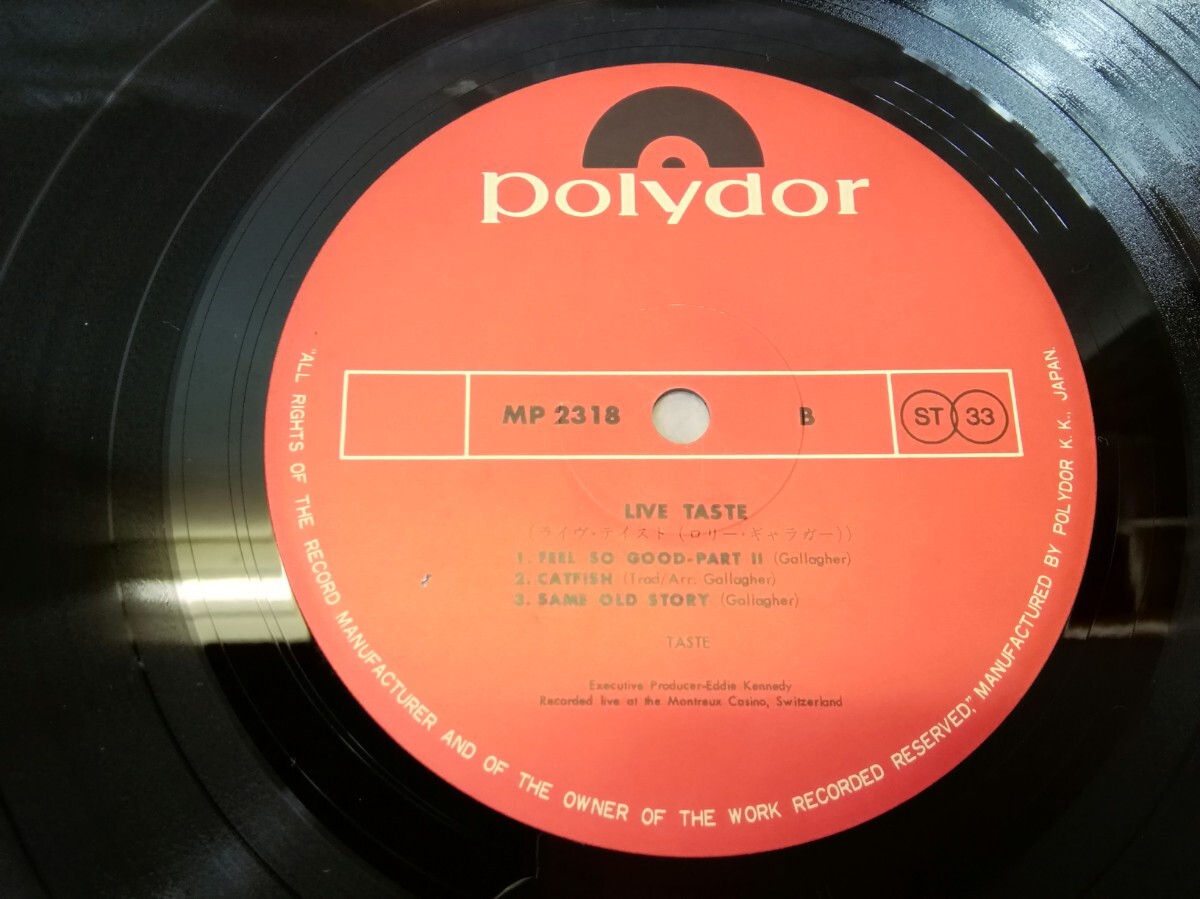 polydor
MP 2318 B ST 33
LIVE TASTE
(ライヴ・テイスト(ロリー・ギャラガー))
1. FEEL SO GOOD-PART II (Gallagher)
2. CATFISH (Trad/Arr. Gallagher)
3. SAME OLD STORY (Gallagher)
TASTE
Executive Producer-Eddie Kennedy
Recorded live at the Montreux Casino, Switzerland
"ALL RIGHTS OF THE RECORD MANUFACTURER AND OF THE OWNER OF THE WORK RECORDED RESERVED," MANUFACTURED BY POLYDOR K.K., JAPAN.